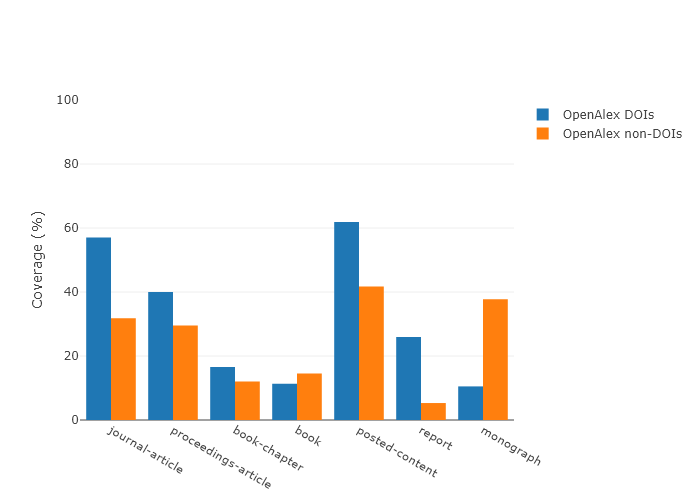 100
80
60
40
20
0
Coverage (%)
OpenAlex DOIs
OpenAlex non-DOIs
journal-article
proceedings-article
book-chapter
book
posted-content
report
monograph